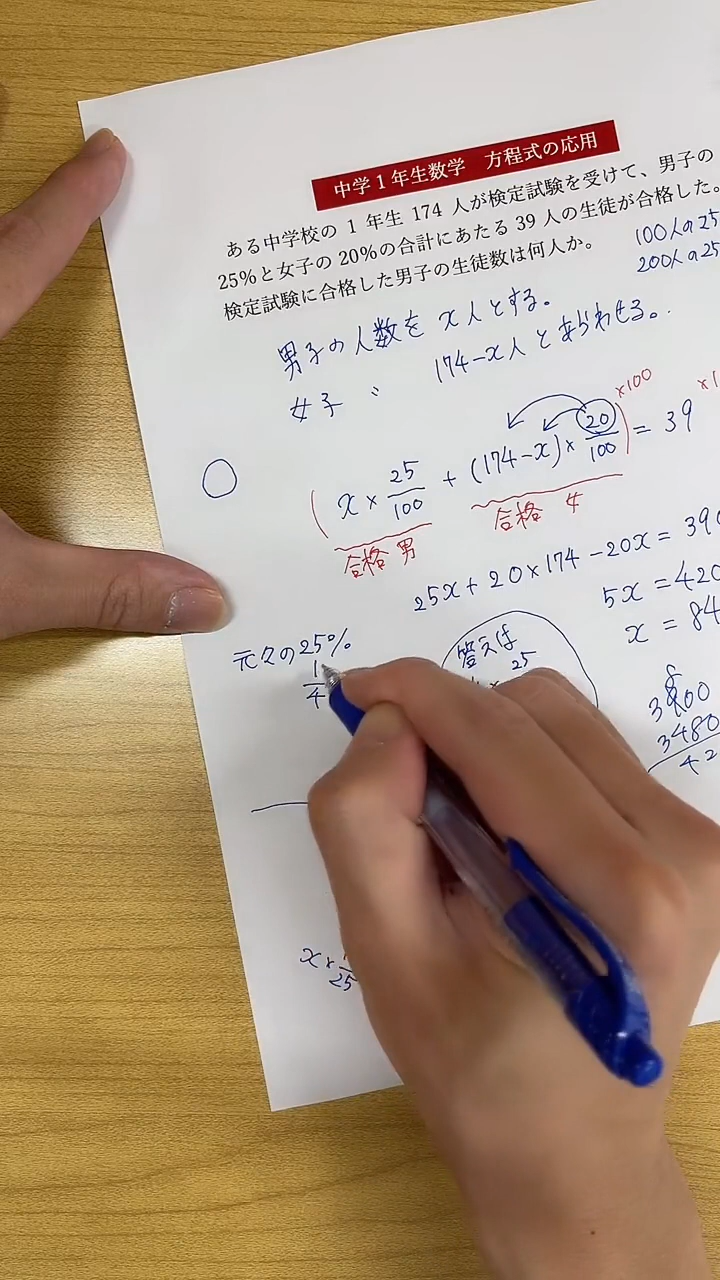 中学1年生数学 方程式の応用
ある中学校の 1 年生 174 人が検定試験を受けて、男子の
25%と女子の 20%の合計にあたる 39 人の生徒が合格した。
検定試験に合格した男子の生徒数は何人か。
100人の25
200人の25
男子の人数を x人とする。
女子 〃 174-x人とあらわせる。
(x × 25/100 + (174-x) × 20/100) ×100 = 39 ×1
合格 男 合格 女
25x + 20×174 - 20x = 390
5x = 420
x = 84
元々の25%
1/4
答えは
25
3900
3480
42
x × 25